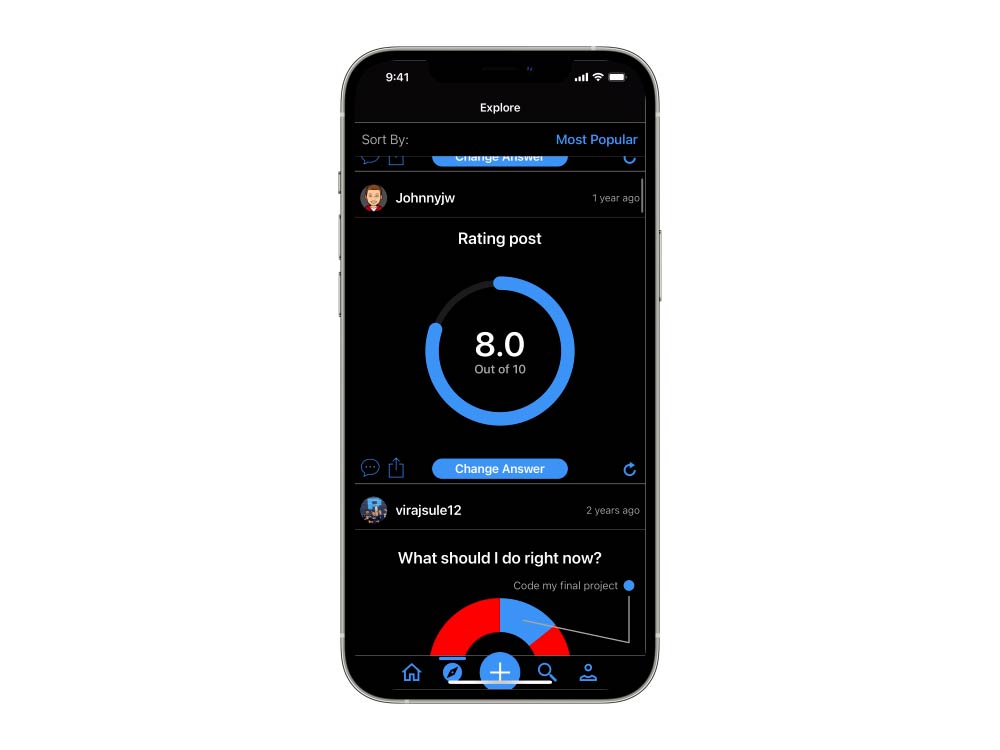 9:41
Explore
Sort By: Most Popular
Change Answer
Johnnyjw 1 year ago
Rating post
8.0
Out of 10
Change Answer
virajsule12 2 years ago
What should I do right now?
Code my final project